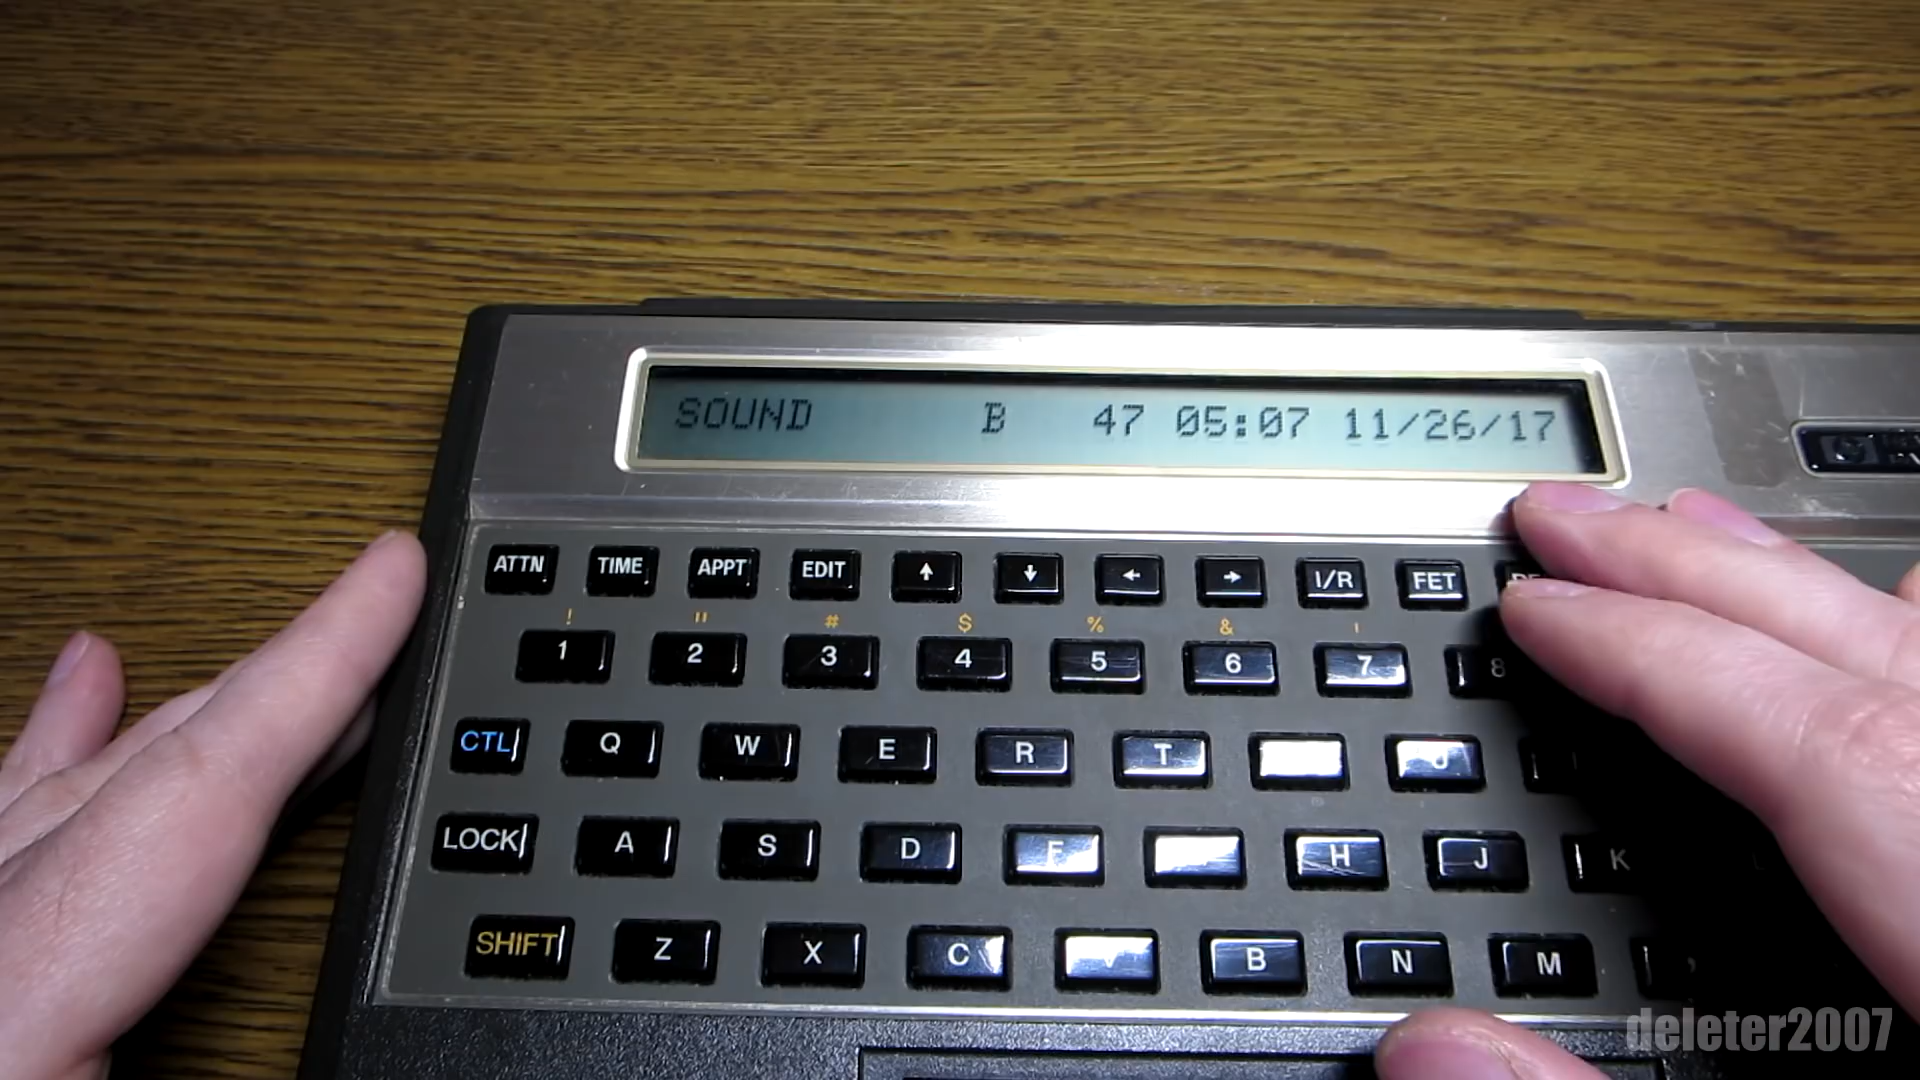 SOUND B 47 05:07 11/26/17
ATTN TIME APPT EDIT ↑ ↓ ← → I/R FET
! " # $ % & '
1 2 3 4 5 6 7 8
CTL Q W E R T
LOCK A S D F H J K
SHIFT Z X C V B N M ,
deleter2007